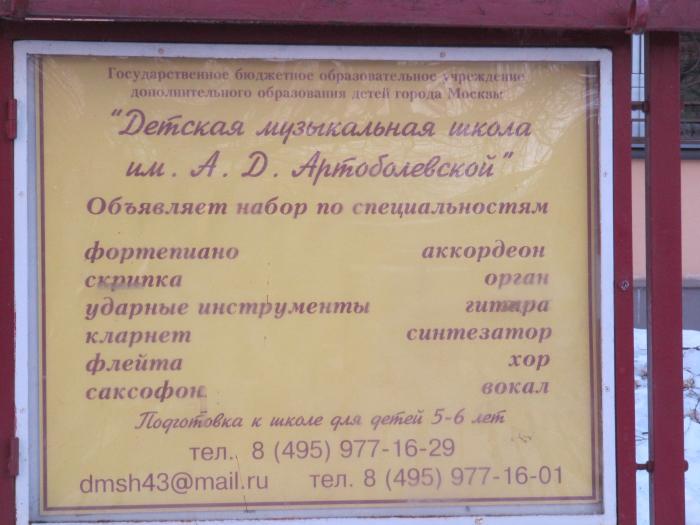 Государственное бюджетное образовательное учреждение
дополнительного образования детей города Москвы
"Детская музыкальная школа
им. А. Д. Артоболевской"
Объявляет набор по специальностям
фортепиано аккордеон
скрипка орган
ударные инструменты гитара
кларнет синтезатор
флейта хор
саксофон вокал
Подготовка к школе для детей 5-6 лет
тел. 8 (495) 977-16-29
dmsh43@mail.ru тел. 8 (495) 977-16-01